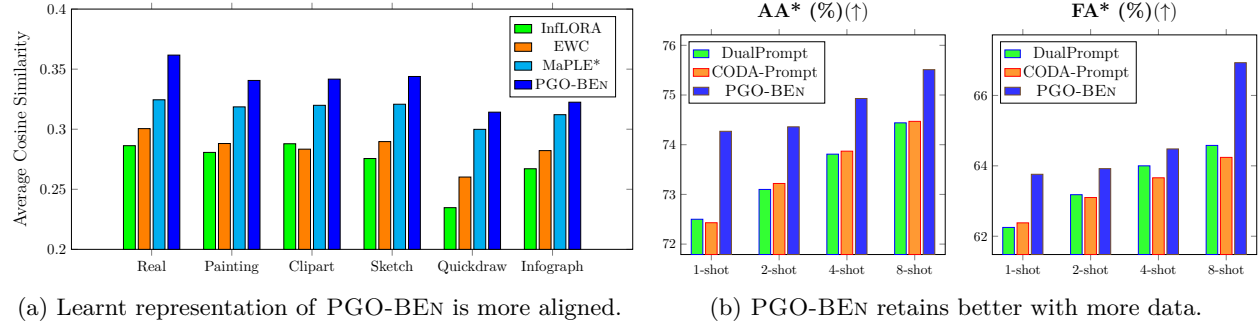 0.4
0.35
0.3
0.25
0.2
Average Cosine Similarity
InfLORA
EWC
MaPLE*
PGO-BEN
Real Painting Clipart Sketch Quickdraw Infograph
(a) Learnt representation of PGO-BEN is more aligned.
AA* (%)(↑)
76
75
74
73
72
DualPrompt
CODA-Prompt
PGO-BEN
1-shot 2-shot 4-shot 8-shot
FA* (%)(↑)
66
64
62
DualPrompt
CODA-Prompt
PGO-BEN
1-shot 2-shot 4-shot 8-shot
(b) PGO-BEN retains better with more data.